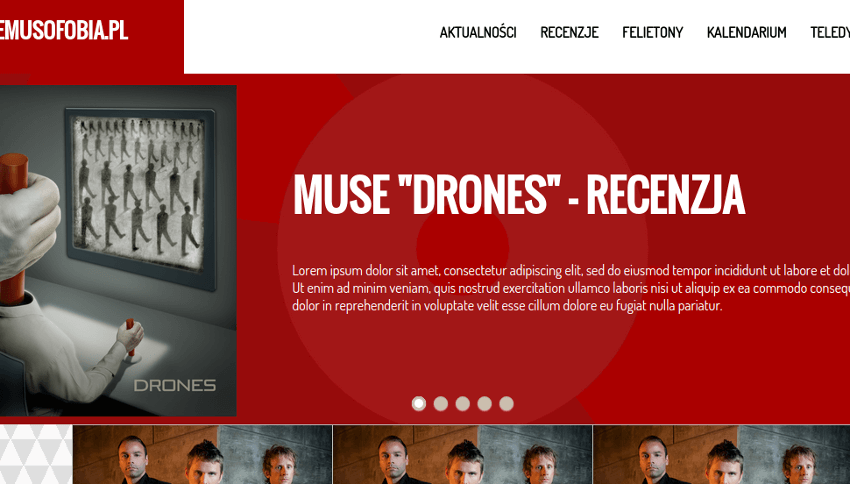 EMUSOFOBIA.PL
AKTUALNOŚCI RECENZJE FELIETONY KALENDARIUM TELEDY
MUSE "DRONES" - RECENZJA
Lorem ipsum dolor sit amet, consectetur adipiscing elit, sed do eiusmod tempor incididunt ut labore et dol
Ut enim ad minim veniam, quis nostrud exercitation ullamco laboris nisi ut aliquip ex ea commodo consequ
dolor in reprehenderit in voluptate velit esse cillum dolore eu fugiat nulla pariatur.
DRONES